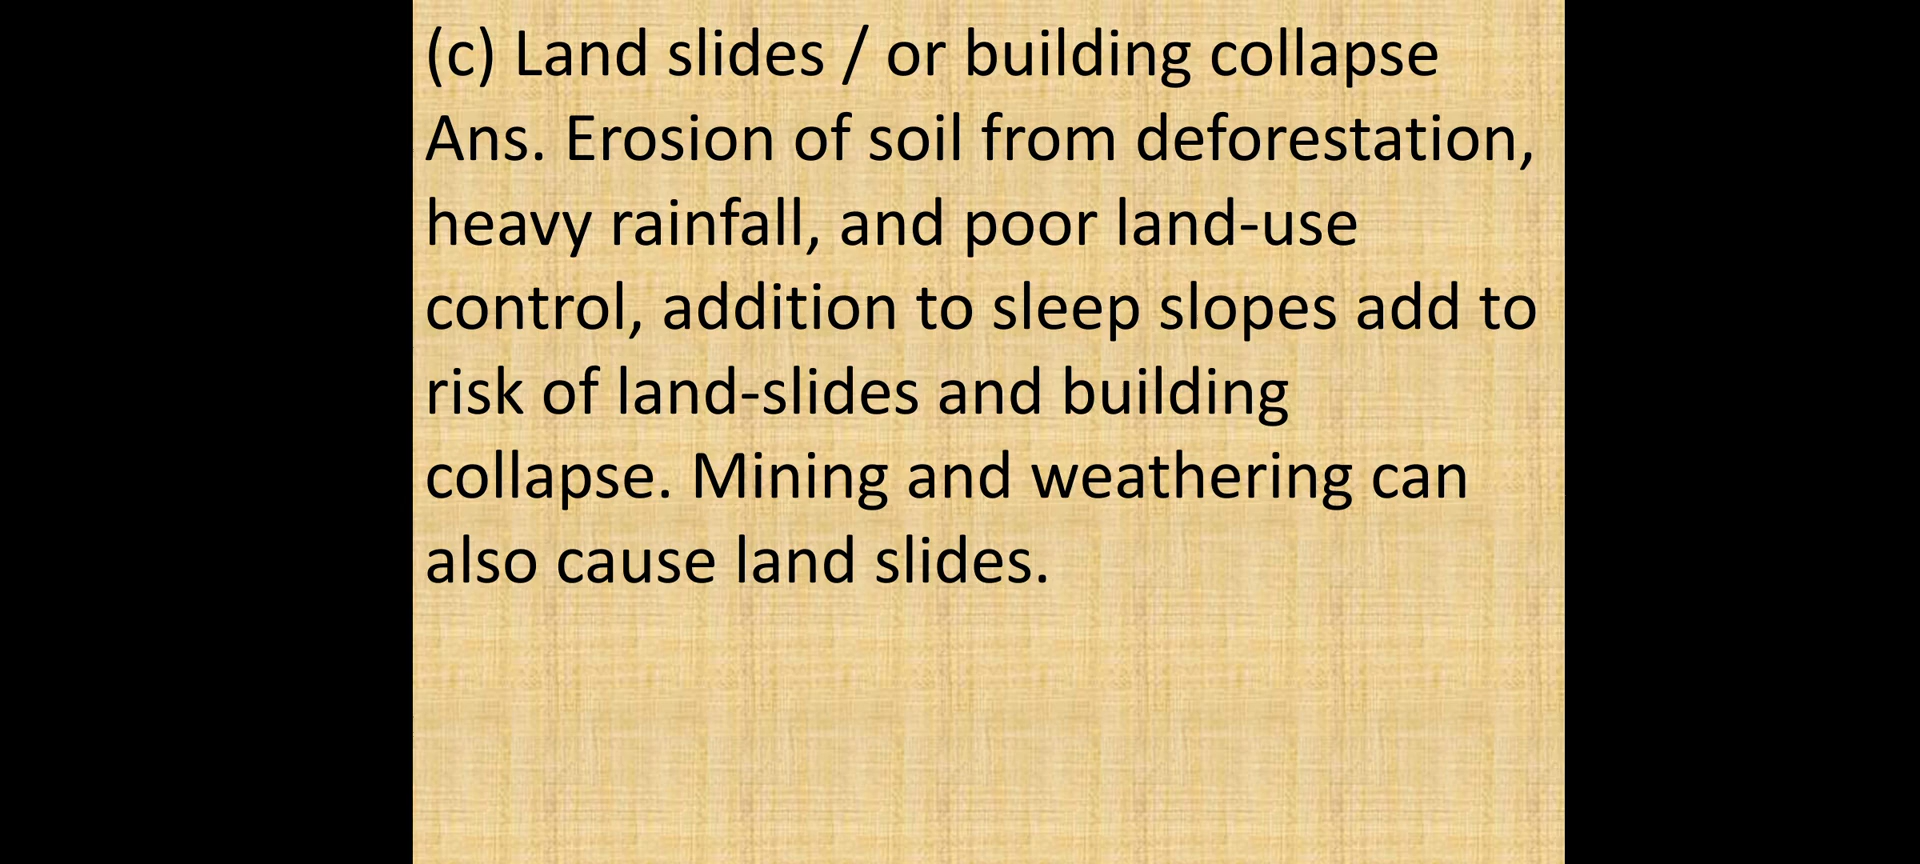 (c) Land slides / or building collapse
Ans. Erosion of soil from deforestation,
heavy rainfall, and poor land-use
control, addition to sleep slopes add to
risk of land-slides and building
collapse. Mining and weathering can
also cause land slides.